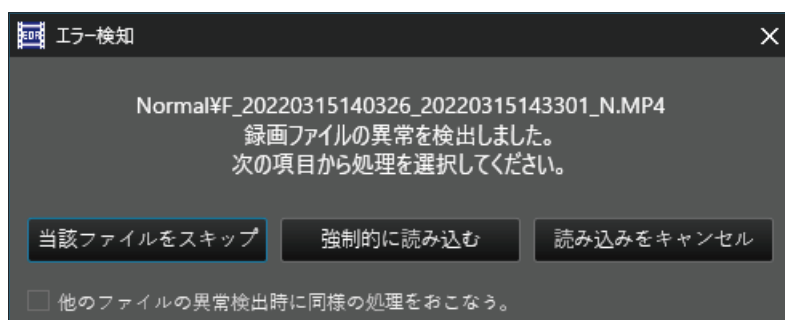 EDR エラー検知
Normal¥F_20220315140326_20220315143301_N.MP4
録画ファイルの異常を検出しました。
次の項目から処理を選択してください。
当該ファイルをスキップ 強制的に読み込む 読み込みをキャンセル
他のファイルの異常検出時に同様の処理をおこなう。